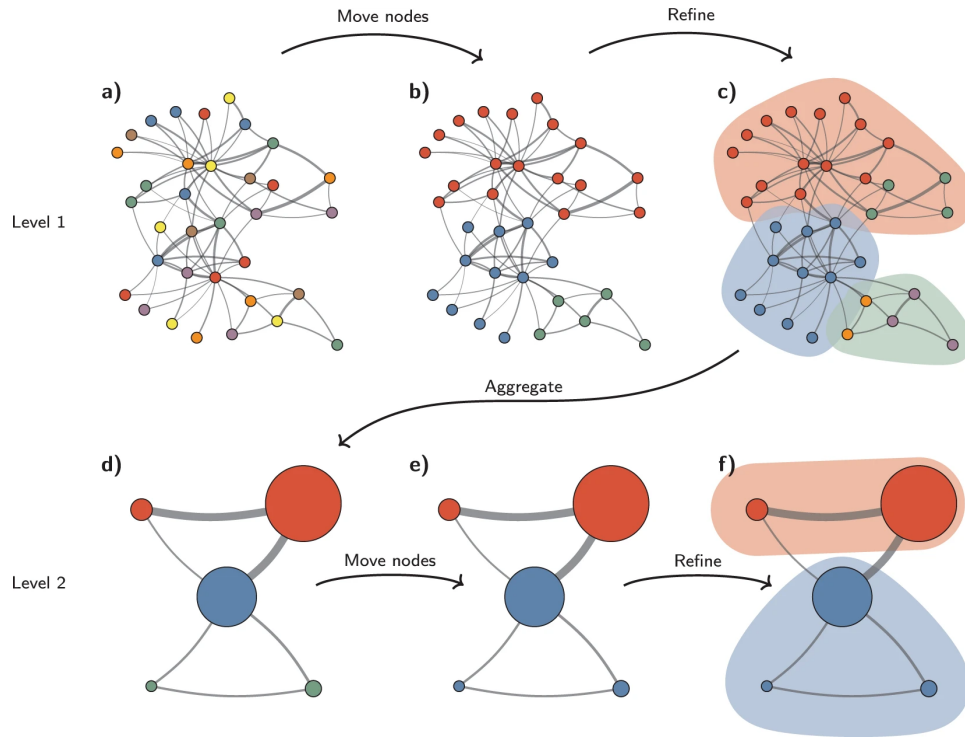 Move nodes
Refine
a)
b)
c)
Level 1
Aggregate
d)
e)
f)
Move nodes
Refine
Level 2